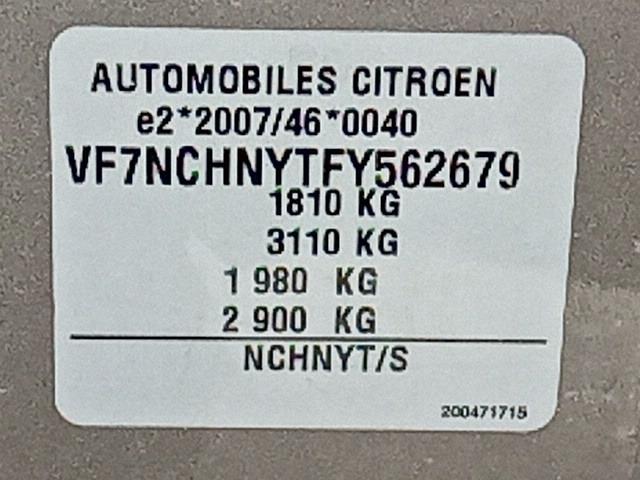 AUTOMOBILES CITROEN
e2*2007/46*0040
VF7NCHNYTFY562679
1810 KG
3110 KG
1 980 KG
2 900 KG
NCHNYT/S
200471715